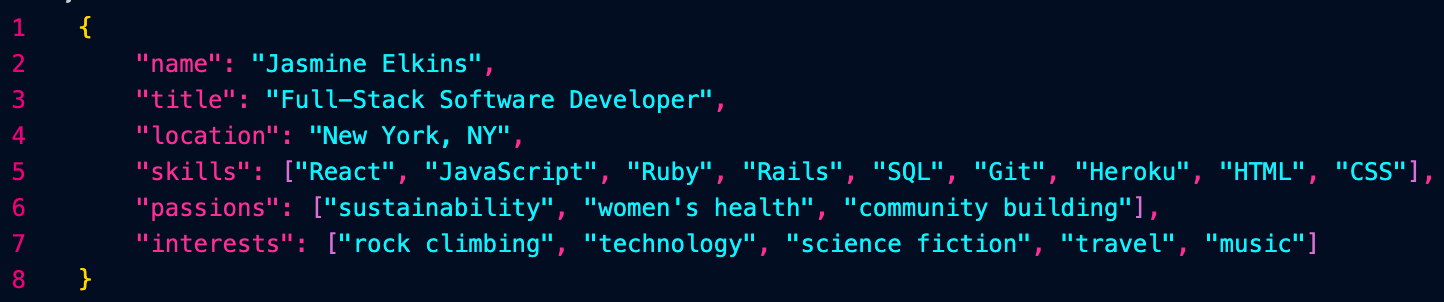 1 {
2 "name": "Jasmine Elkins",
3 "title": "Full-Stack Software Developer",
4 "location": "New York, NY",
5 "skills": ["React", "JavaScript", "Ruby", "Rails", "SQL", "Git", "Heroku", "HTML", "CSS"],
6 "passions": ["sustainability", "women's health", "community building"],
7 "interests": ["rock climbing", "technology", "science fiction", "travel", "music"]
8 }